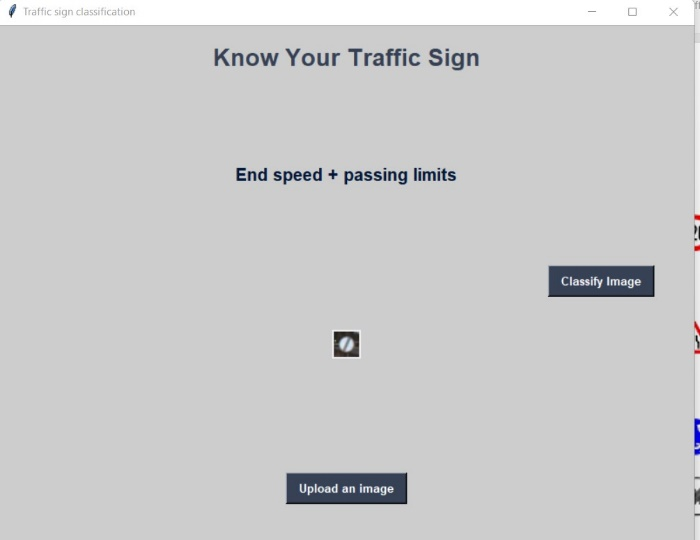 Traffic sign classification
Know Your Traffic Sign
End speed + passing limits
Classify Image
Upload an image